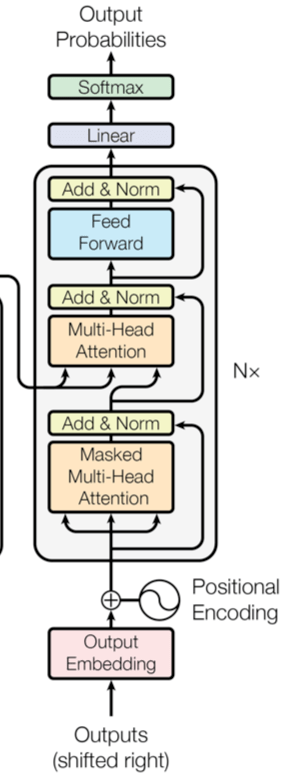 Output
Probabilities
Softmax
Linear
Add & Norm
Feed
Forward
Add & Norm
Multi-Head
Attention
N×
Add & Norm
Masked
Multi-Head
Attention
Positional
Encoding
Output
Embedding
Outputs
(shifted right)